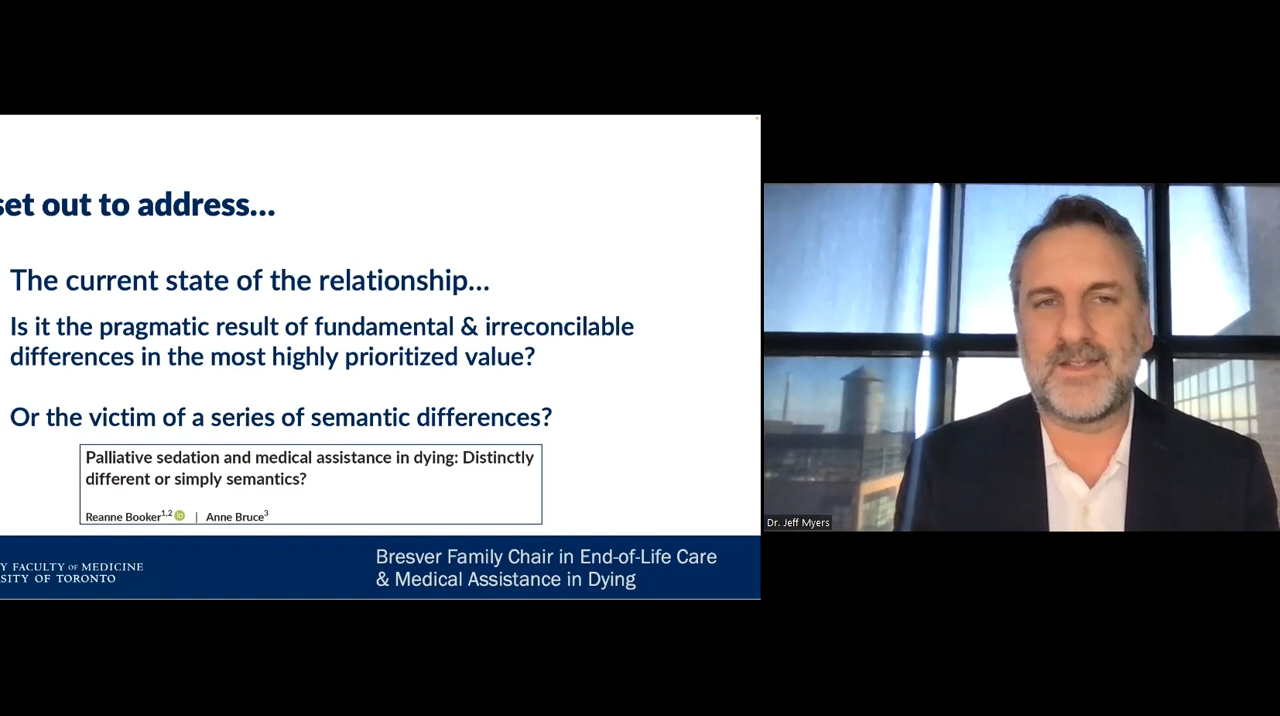 set out to address...
The current state of the relationship...
Is it the pragmatic result of fundamental & irreconcilable
differences in the most highly prioritized value?
Or the victim of a series of semantic differences?
Palliative sedation and medical assistance in dying: Distinctly
different or simply semantics?
Reanne Booker1,2 iD | Anne Bruce3
Y FACULTY OF MEDICINE
SITY OF TORONTO
Bresver Family Chair in End-of-Life Care
& Medical Assistance in Dying
Dr. Jeff Myers